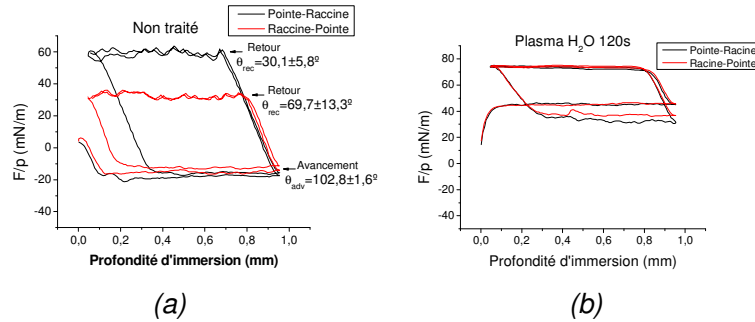 Non traité
Pointe-Raccine
Raccine-Pointe
Retour
θrec=30,1±5,8º
Retour
θrec=69,7±13,3º
Avancement
θadv=102,8±1,6º
F/p (mN/m)
60
40
20
0
-20
-40
0,0 0,2 0,4 0,6 0,8 1,0
Profondité d'immersion (mm)
(a)
Plasma H2O 120s
Pointe-Racine
Racine-Pointe
F/p (mN/m)
80
60
40
20
0
-20
0,0 0,2 0,4 0,6 0,8 1,0
Profondité d'immersion (mm)
(b)